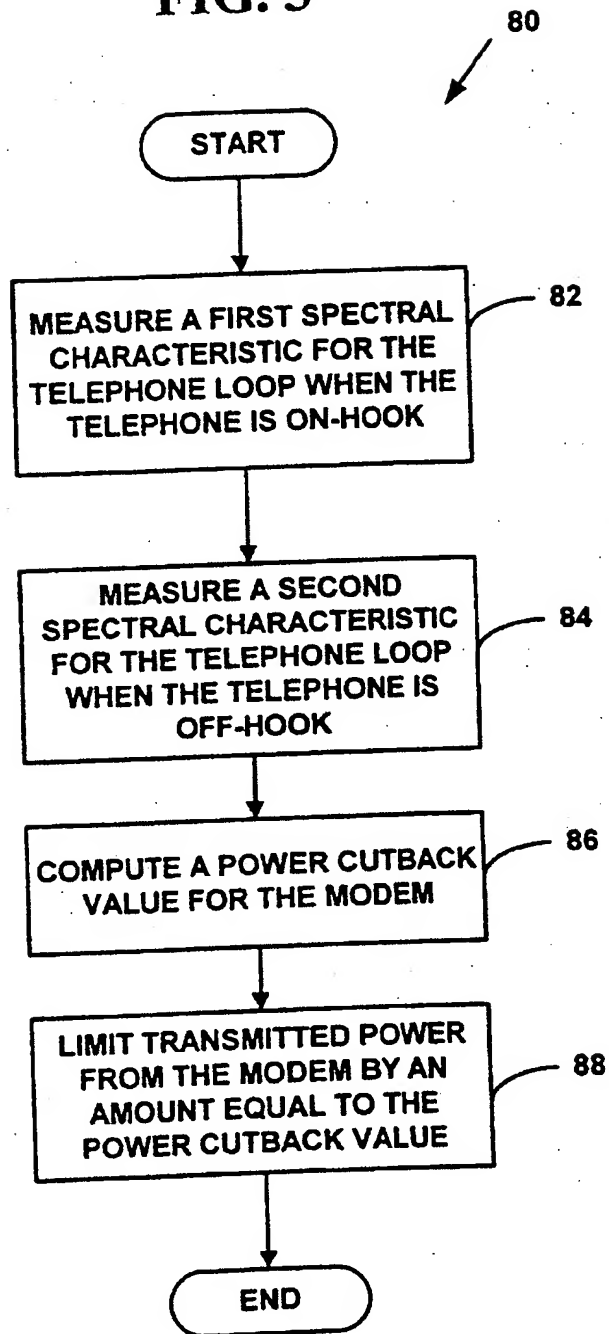 FIG. 3
80
START
MEASURE A FIRST SPECTRAL
CHARACTERISTIC FOR THE
TELEPHONE LOOP WHEN THE
TELEPHONE IS ON-HOOK
82
MEASURE A SECOND
SPECTRAL CHARACTERISTIC
FOR THE TELEPHONE LOOP
WHEN THE TELEPHONE IS
OFF-HOOK
84
COMPUTE A POWER CUTBACK
VALUE FOR THE MODEM
86
LIMIT TRANSMITTED POWER
FROM THE MODEM BY AN
AMOUNT EQUAL TO THE
POWER CUTBACK VALUE
88
END